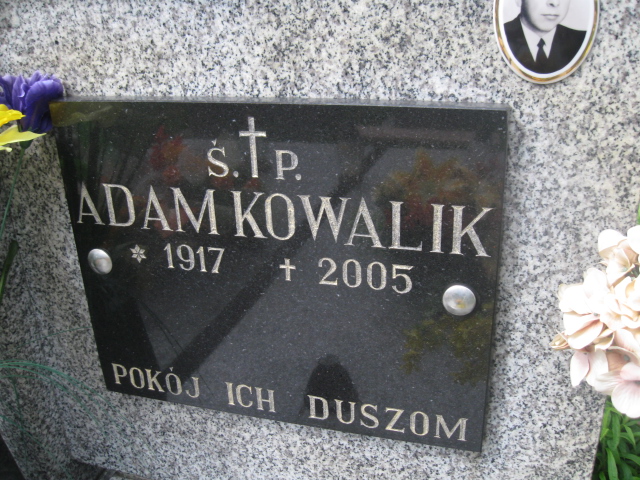 Ś. P.
ADAM KOWALIK
* 1917 † 2005
POKÓJ ICH DUSZOM